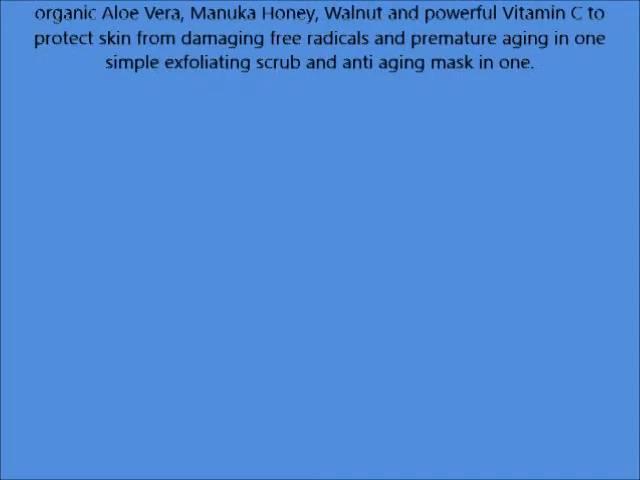 organic Aloe Vera, Manuka Honey, Walnut and powerful Vitamin C to
protect skin from damaging free radicals and premature aging in one
simple exfoliating scrub and anti aging mask in one.